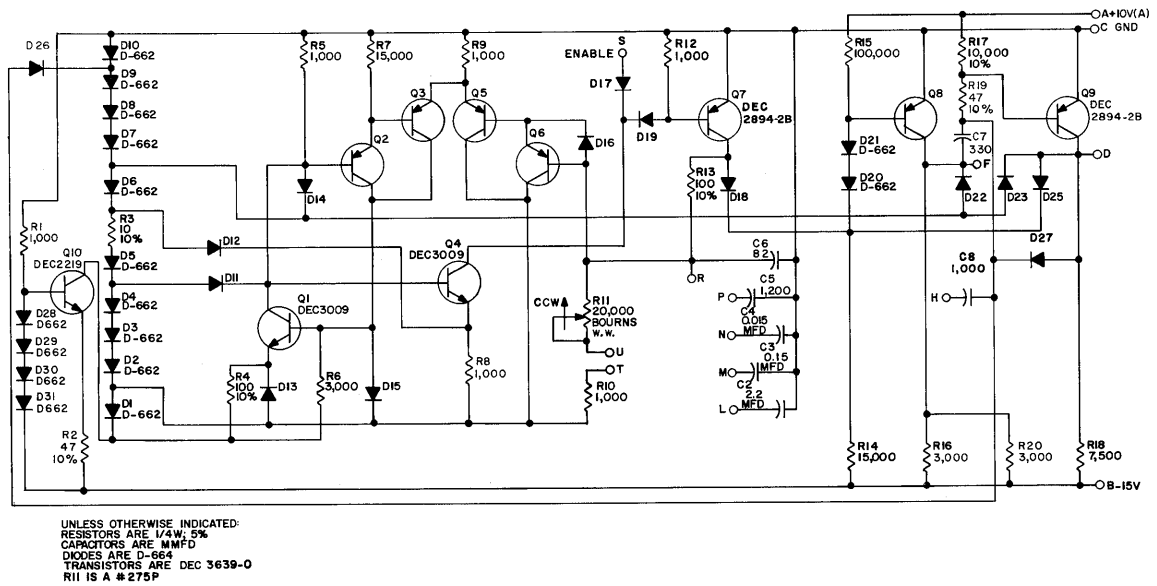 D26
D10
D-662
D9
D-662
D8
D-662
D7
D-662
D6
D-662
R3
10
10%
D5
D-662
D4
D-662
D3
D-662
D2
D-662
D1
D-662
R1
1,000
Q10
DEC2219
D28
D662
D29
D662
D30
D662
D31
D662
R2
47
10%
R5
1,000
R7
15,000
R9
1,000
Q3
Q5
Q2
Q6
D14
D16
D12
D11
Q4
DEC3009
Q1
DEC3009
R4
100
10%
D13
R6
3,000
D15
R8
1,000
S
ENABLE
D17
D19
R12
1,000
Q7
DEC
2894-2B
R13
100
10%
D18
R
CCW
R11
20,000
BOURNS
W.W.
U
T
R10
1,000
C6
82
C5
1,200
P
C4
0.015
MFD
N
C3
0.15
MFD
M
C2
2.2
MFD
L
R15
100,000
Q8
D21
D-662
D20
D-662
R17
10,000
10%
R19
47
10%
C7
330
F
D22
D23
D25
Q9
DEC
2894-2B
D
D27
C8
1,000
H
R14
15,000
R16
3,000
R20
3,000
R18
7,500
A+10V(A)
C GND
B-15V
UNLESS OTHERWISE INDICATED:
RESISTORS ARE 1/4W; 5%
CAPACITORS ARE MMFD
DIODES ARE D-664
TRANSISTORS ARE DEC 3639-0
R11 IS A #275P